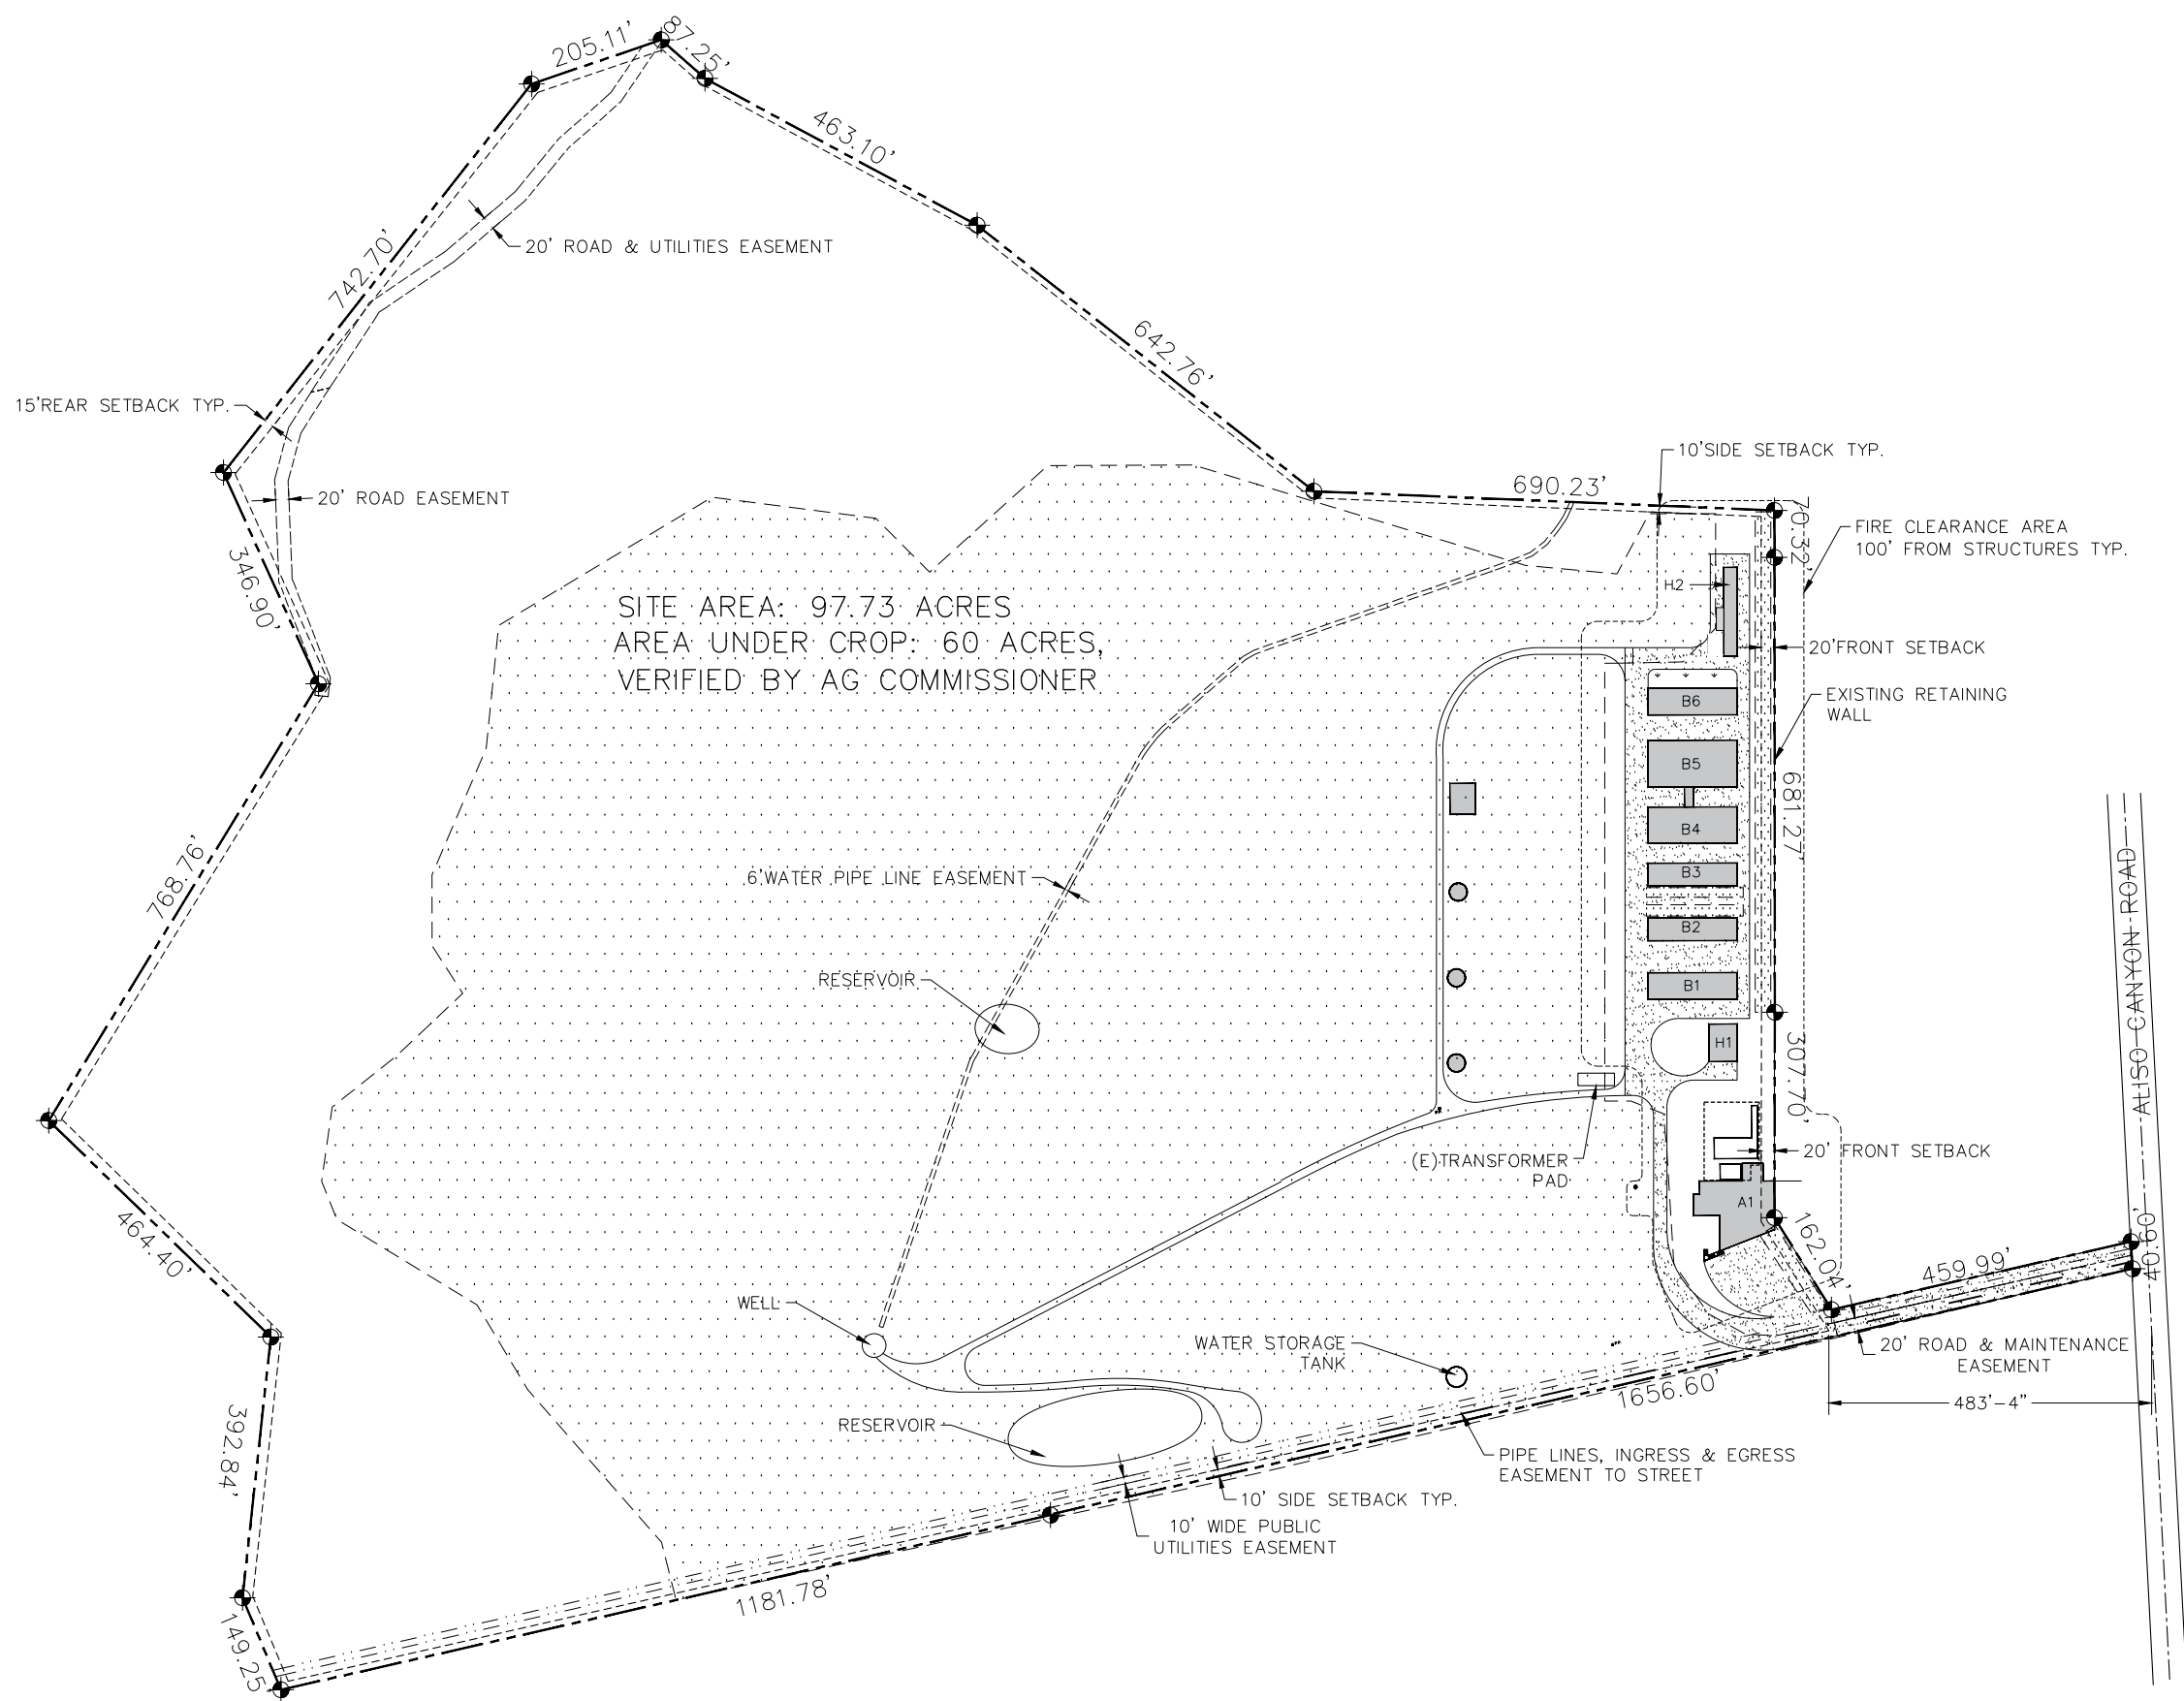 205.11'
87.25'
463.10'
742.70'
20' ROAD & UTILITIES EASEMENT
642.76'
15'REAR SETBACK TYP.
10'SIDE SETBACK TYP.
690.23'
20' ROAD EASEMENT
70.32'
FIRE CLEARANCE AREA
100' FROM STRUCTURES TYP.
346.90'
H2
SITE AREA: 97.73 ACRES
AREA UNDER CROP: 60 ACRES,
VERIFIED BY AG COMMISSIONER
20'FRONT SETBACK
EXISTING RETAINING
WALL
B6
B5
681.27'
B4
768.76'
6'WATER PIPE LINE EASEMENT
B3
B2
ALISO CANYON ROAD
RESERVOIR
B1
H1
307.70'
(E)TRANSFORMER
PAD
20' FRONT SETBACK
A1
464.40'
162.04'
459.99'
40.60'
WELL
WATER STORAGE
TANK
20' ROAD & MAINTENANCE
EASEMENT
1656.60'
483'-4"
392.84'
RESERVOIR
PIPE LINES, INGRESS & EGRESS
EASEMENT TO STREET
10' SIDE SETBACK TYP.
10' WIDE PUBLIC
UTILITIES EASEMENT
1181.78'
149.25'